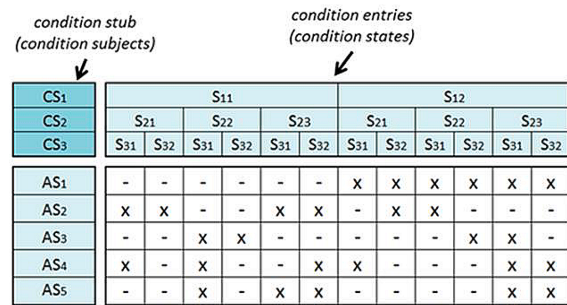 condition stub
(condition subjects)
condition entries
(condition states)
CS1 S11 S12
CS2 S21 S22 S23 S21 S22 S23
CS3 S31 S32 S31 S32 S31 S32 S31 S32 S31 S32 S31 S32
AS1 - - - - - - x x x x x x
AS2 x x - - x x - x x - - -
AS3 - - x x - - - - - x x -
AS4 x - x - - x x - - - x x
AS5 - - x - x x - - - - x x